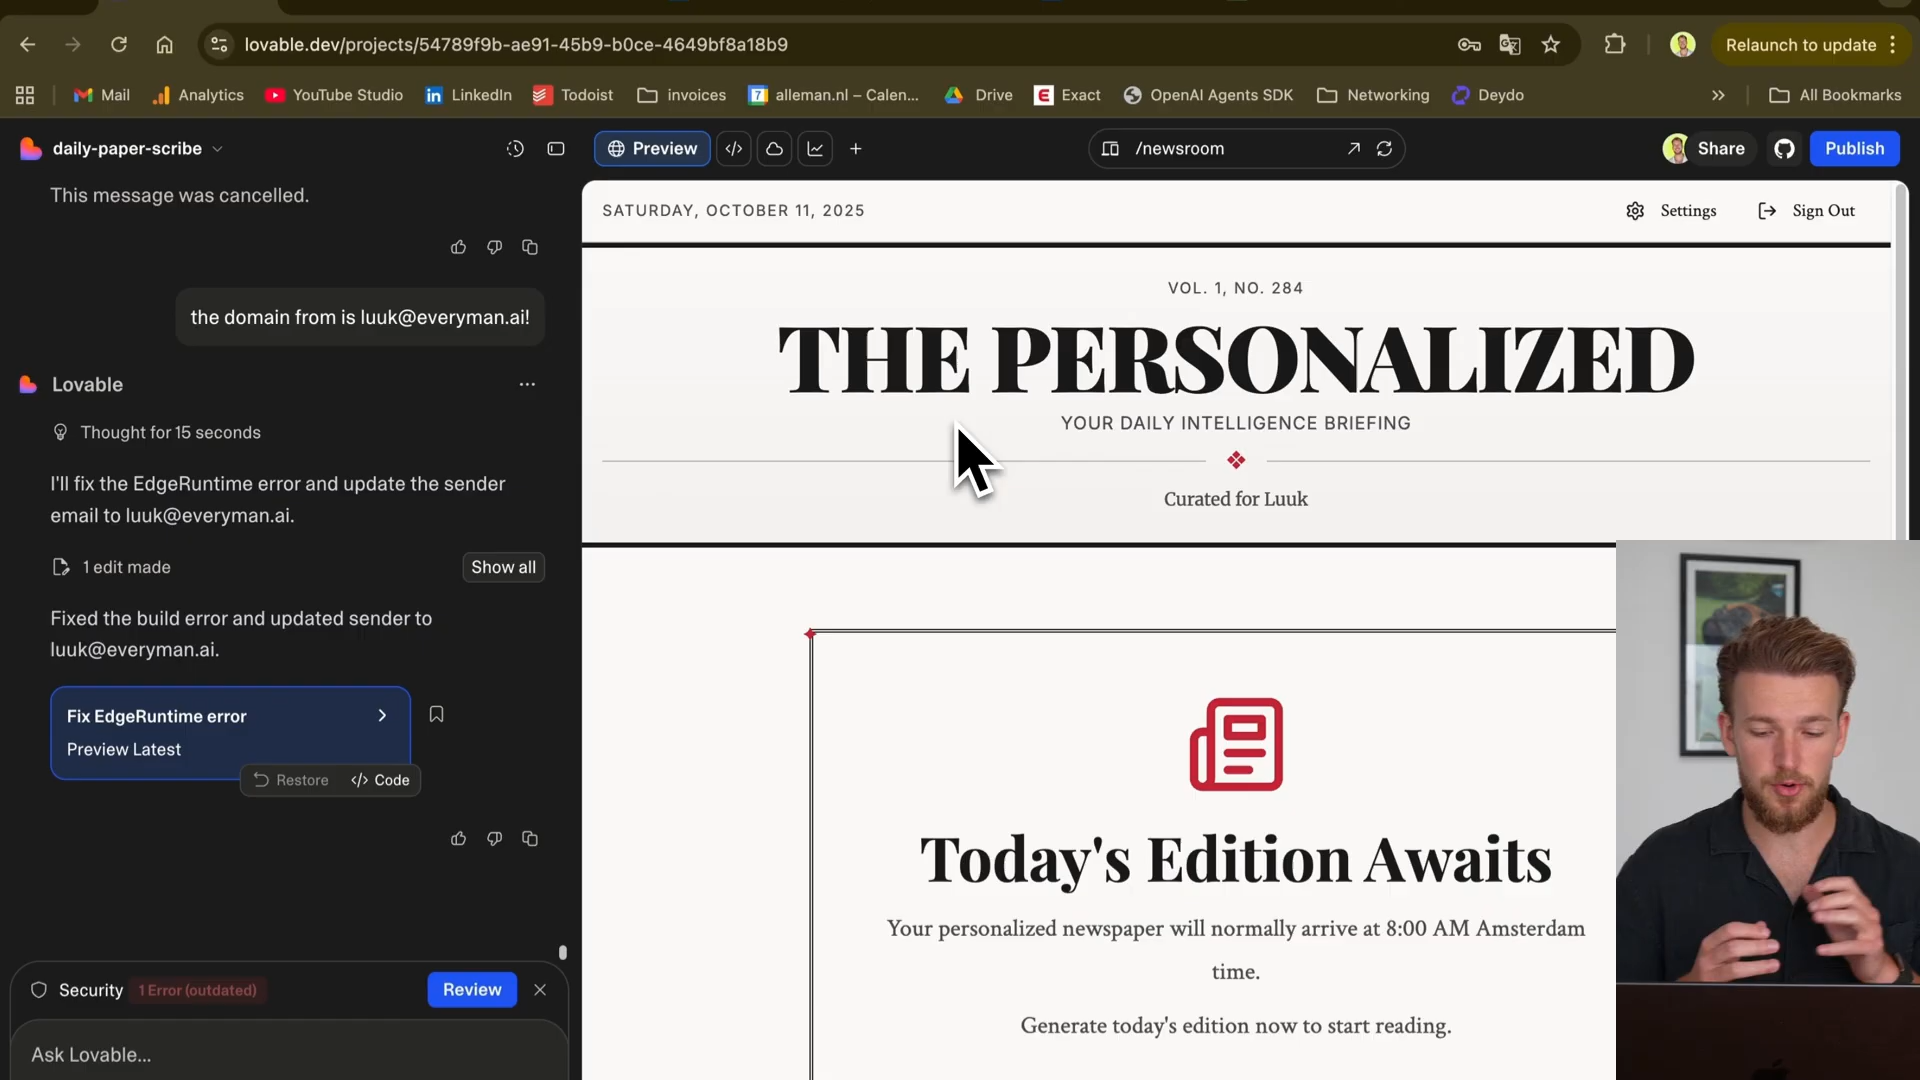 lovable.dev/projects/54789f9b-ae91-45b9-b0ce-4649bf8a18b9
Relaunch to update
Mail
Analytics
YouTube Studio
LinkedIn
Todoist
invoices
7
alleman.nl – Calen...
Drive
Exact
OpenAI Agents SDK
Networking
Deydo
All Bookmarks
daily-paper-scribe
Preview
/newsroom
Share
Publish
This message was cancelled.
the domain from is luuk@everyman.ai!
Lovable
Thought for 15 seconds
I'll fix the EdgeRuntime error and update the sender
email to luuk@everyman.ai.
1 edit made
Show all
Fixed the build error and updated sender to
luuk@everyman.ai.
Fix EdgeRuntime error
Preview Latest
Restore
Code
Security
1 Error (outdated)
Review
Ask Lovable...
SATURDAY, OCTOBER 11, 2025
Settings
Sign Out
VOL. 1, NO. 284
THE PERSONALIZED
YOUR DAILY INTELLIGENCE BRIEFING
Curated for Luuk
Today's Edition Awaits
Your personalized newspaper will normally arrive at 8:00 AM Amsterdam
time.
Generate today's edition now to start reading.